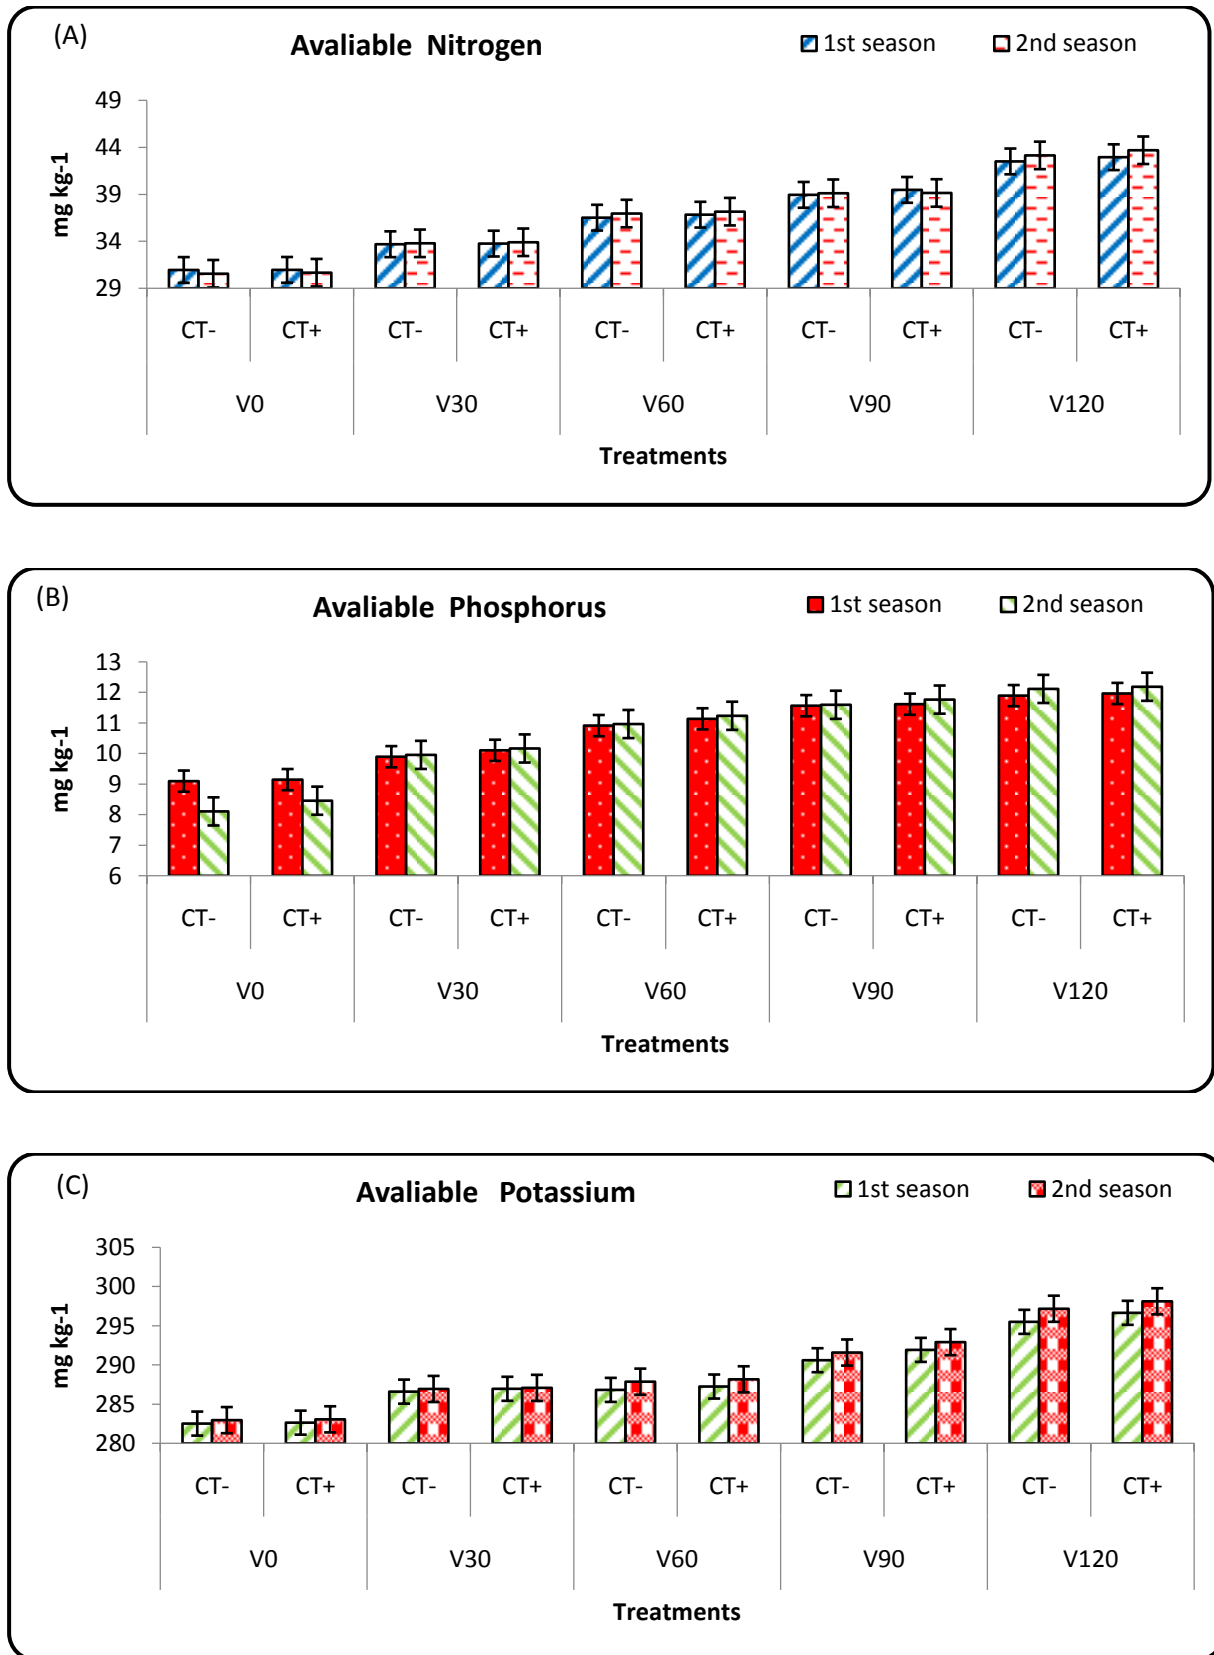 (A)
Avaliable Nitrogen
1st season 2nd season
49
44
39
34
29
mg kg-1
CT- CT+ CT- CT+ CT- CT+ CT- CT+ CT- CT+
V0 V30 V60 V90 V120
Treatments
(B)
Avaliable Phosphorus
1st season 2nd season
13
12
11
10
9
8
7
6
mg kg-1
CT- CT+ CT- CT+ CT- CT+ CT- CT+ CT- CT+
V0 V30 V60 V90 V120
Treatments
(C)
Avaliable Potassium
1st season 2nd season
305
300
295
290
285
280
mg kg-1
CT- CT+ CT- CT+ CT- CT+ CT- CT+ CT- CT+
V0 V30 V60 V90 V120
Treatments